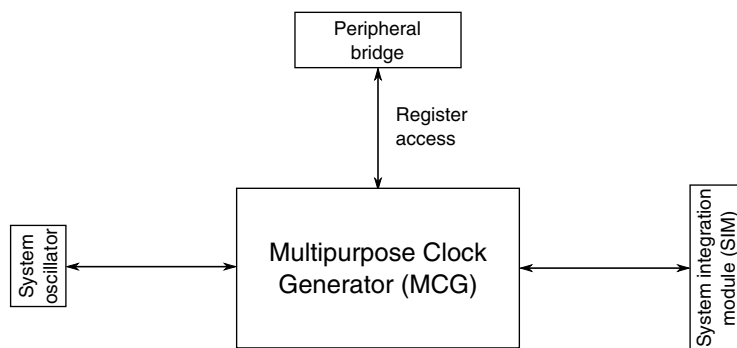 Peripheral
bridge
Register
access
System
oscillator
Multipurpose Clock
Generator (MCG)
System integration
module (SIM)